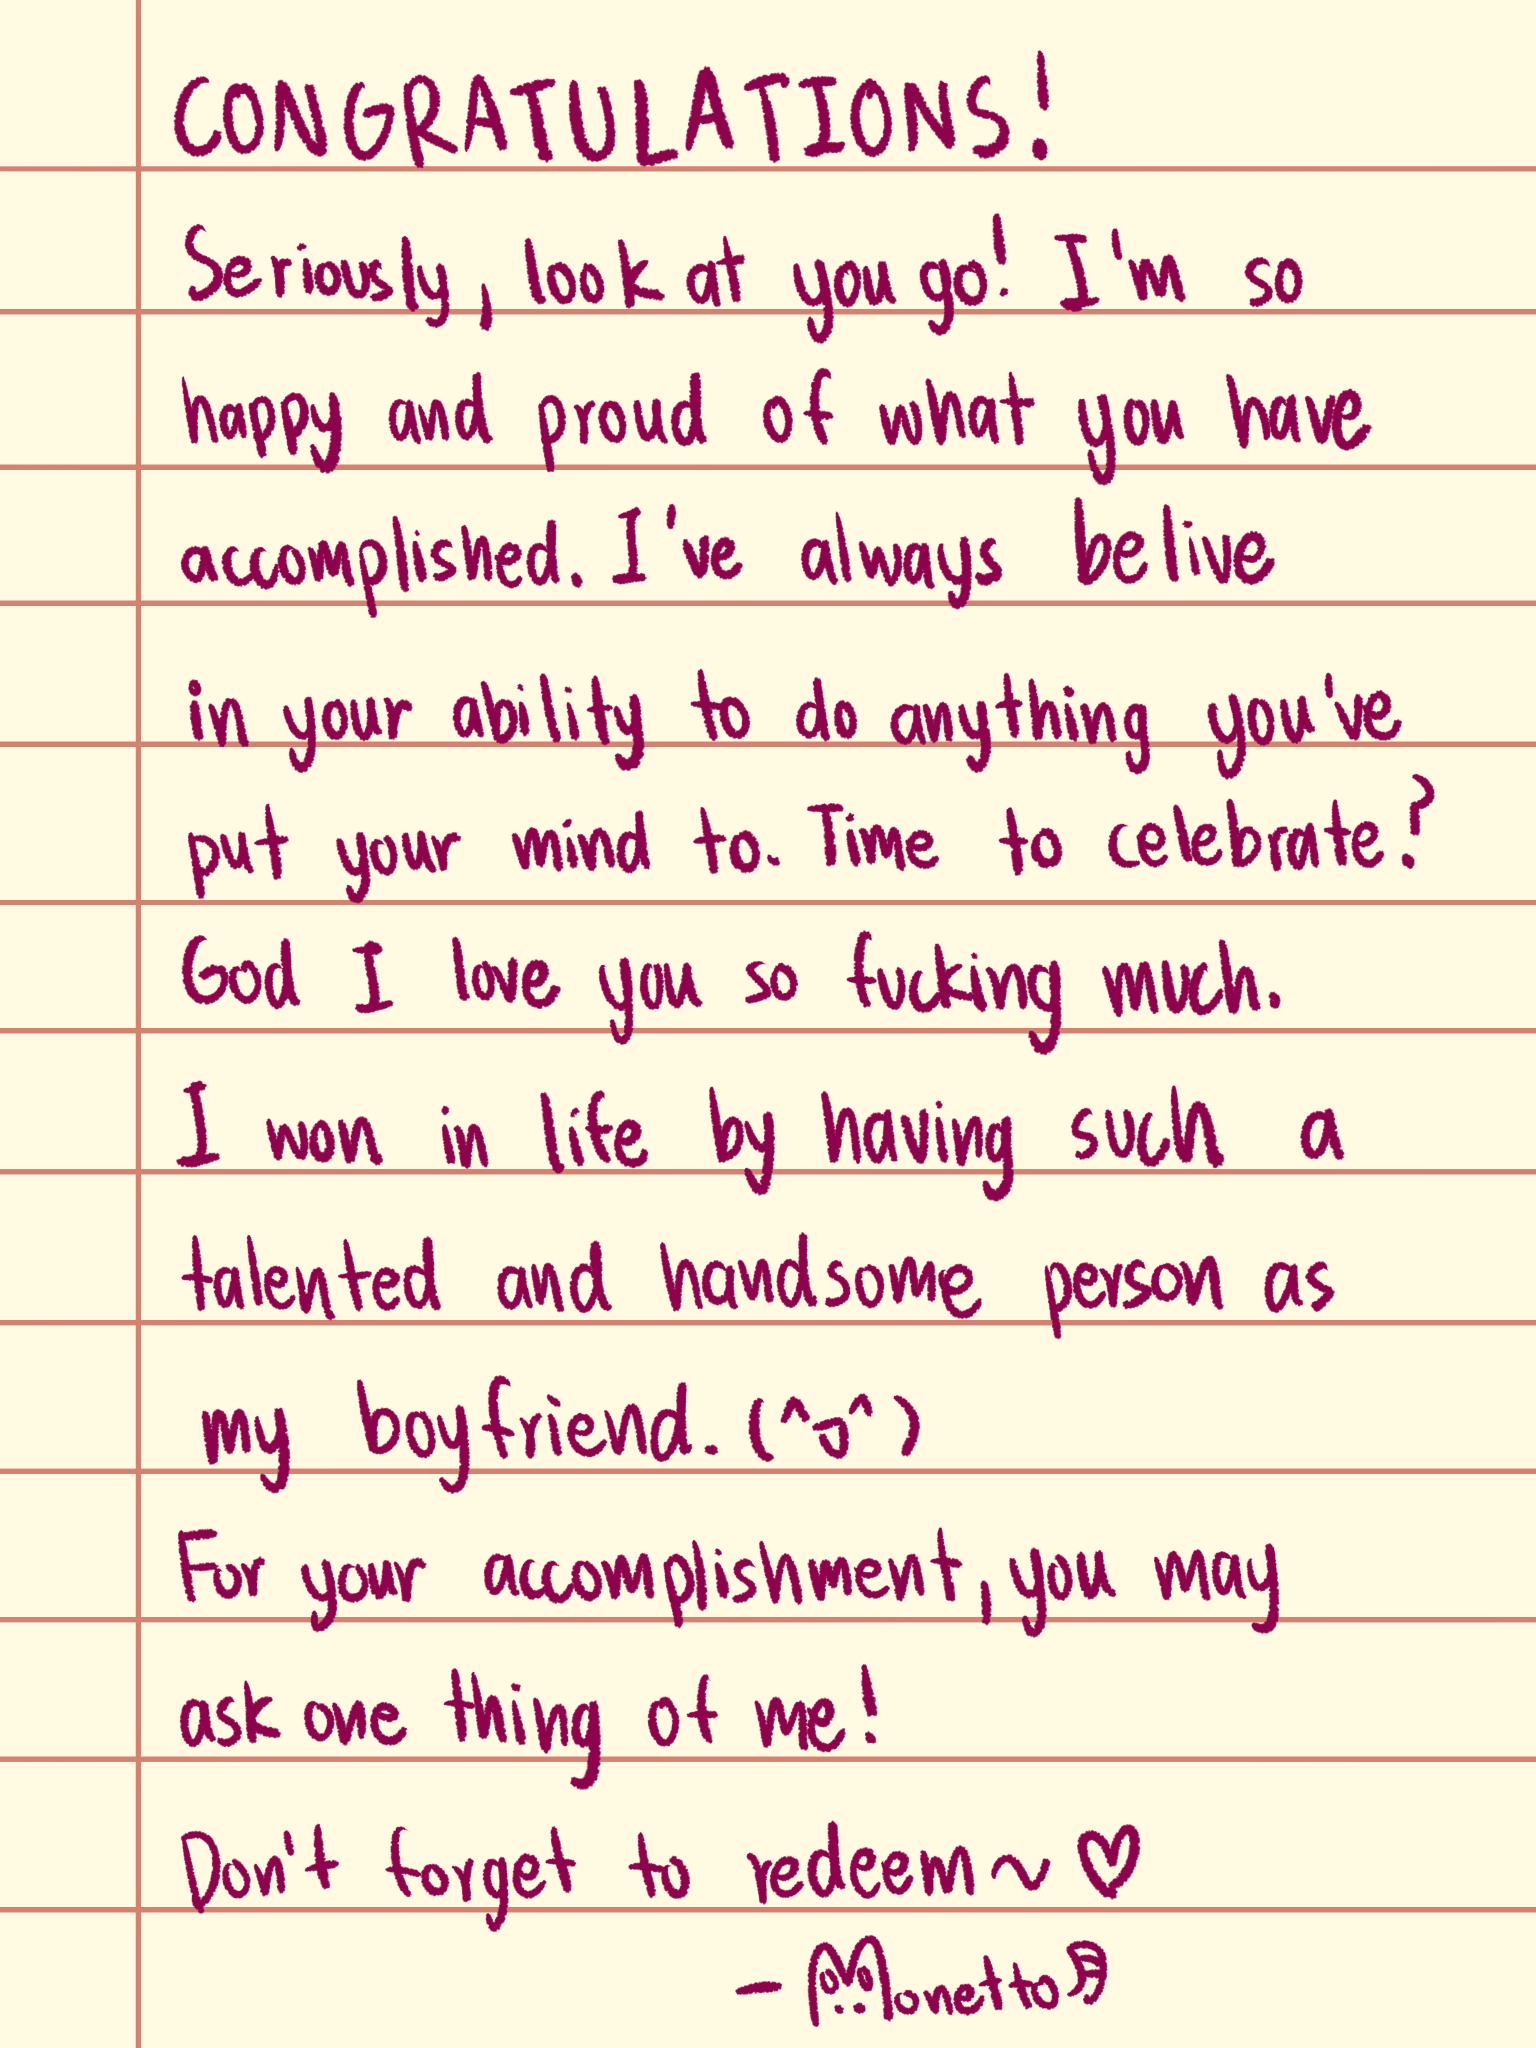 CONGRATULATIONS!
Seriously, look at you go! I'm so
happy and proud of what you have
accomplished. I've always belive
in your ability to do anything you've
put your mind to. Time to celebrate?
God I love you so fucking much.
I won in life by having such a
talented and handsome person as
my boyfriend. (^J^)
For your accomplishment, you may
ask one thing of me!
Don't forget to redeem~♡
- Monetto